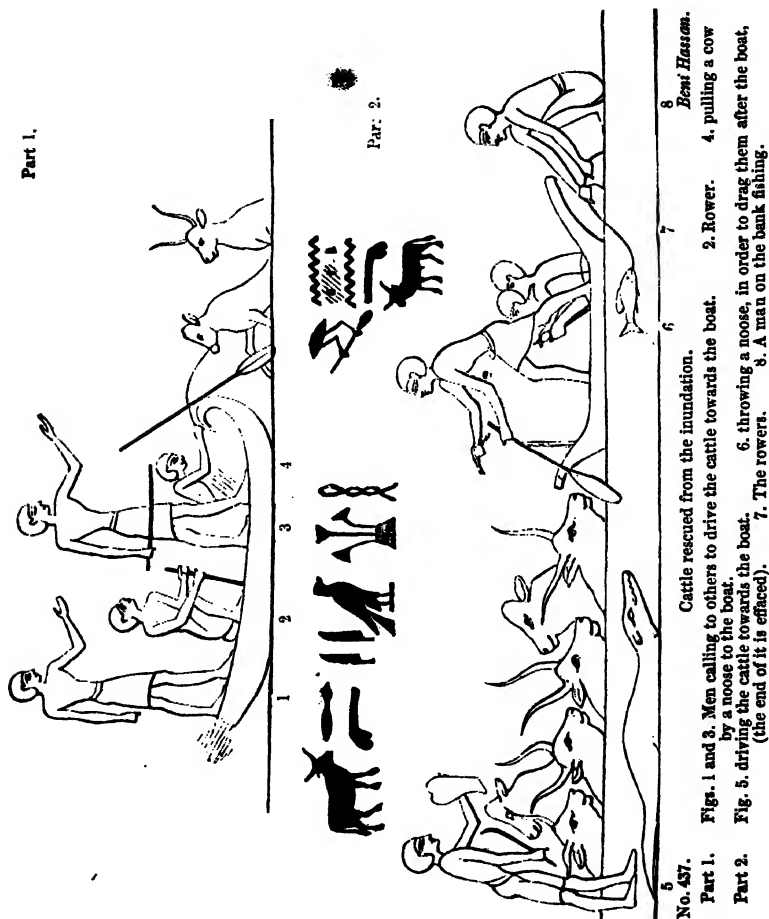 Part 1.
1 2 3 4
Par: 2.
5 6 7 8
No. 437. Cattle rescued from the inundation. Beni Hassan.
Part 1. Figs. 1 and 3. Men calling to others to drive the cattle towards the boat. 2. Rower. 4. pulling a cow
by a noose to the boat.
Part 2. Fig. 5. driving the cattle towards the boat. 6. throwing a noose, in order to drag them after the boat,
(the end of it is effaced). 7. The rowers. 8. A man on the bank fishing.